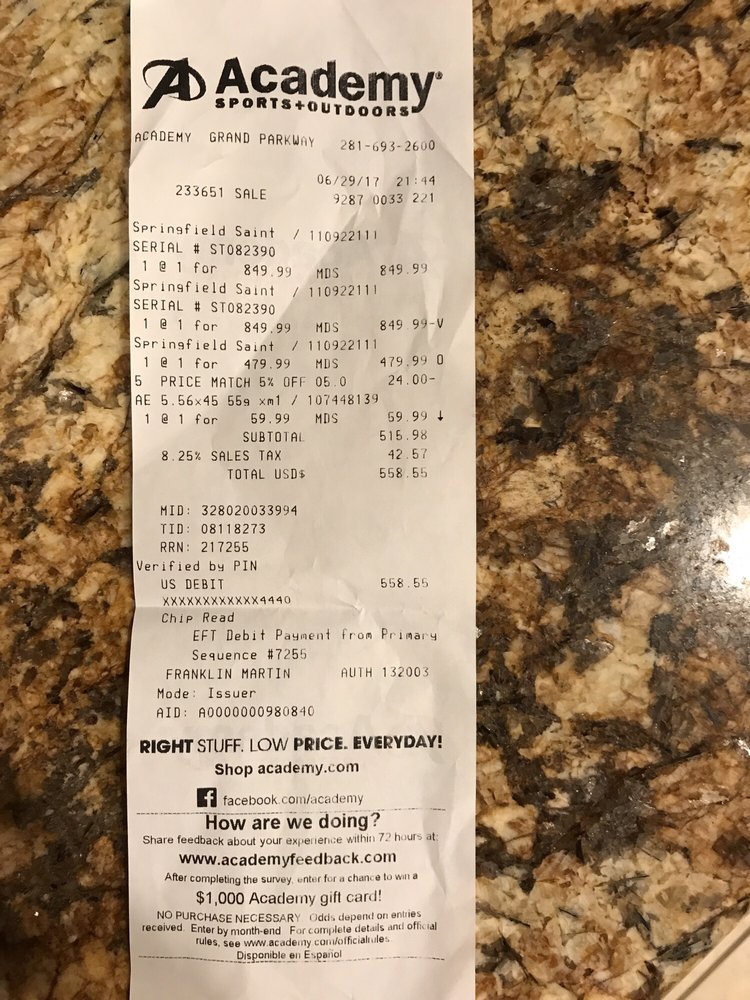 Academy
SPORTS+OUTDOORS
ACADEMY GRAND PARKWAY 281-693-2600
06/29/17 21:44
233651 SALE 9287 0033 221
Springfield Saint / 110922111
SERIAL # ST082390
1 @ 1 for 849.99 MDS 849.99
Springfield Saint / 110922111
SERIAL # ST082390
1 @ 1 for 849.99 MDS 849.99-V
Springfield Saint / 110922111
1 @ 1 for 479.99 MDS 479.99 O
5 PRICE MATCH 5% OFF 05.0 24.00-
AE 5.56x45 55g xm1 / 107448139
1 @ 1 for 59.99 MDS 59.99 ↓
SUBTOTAL 515.98
8.25% SALES TAX 42.57
TOTAL USD$ 558.55
MID: 328020033994
TID: 08118273
RRN: 217255
Verified by PIN
US DEBIT 558.55
XXXXXXXXXXXX4440
Chip Read
EFT Debit Payment from Primary
Sequence #7255
FRANKLIN MARTIN AUTH 132003
Mode: Issuer
AID: A0000000980840
RIGHT STUFF. LOW PRICE. EVERYDAY!
Shop academy.com
f facebook.com/academy
How are we doing?
Share feedback about your experience within 72 hours at:
www.academyfeedback.com
After completing the survey, enter for a chance to win a
$1,000 Academy gift card!
NO PURCHASE NECESSARY. Odds depend on entries
received. Enter by month-end. For complete details and official
rules, see www.academy.com/officialrules.
Disponible en Español